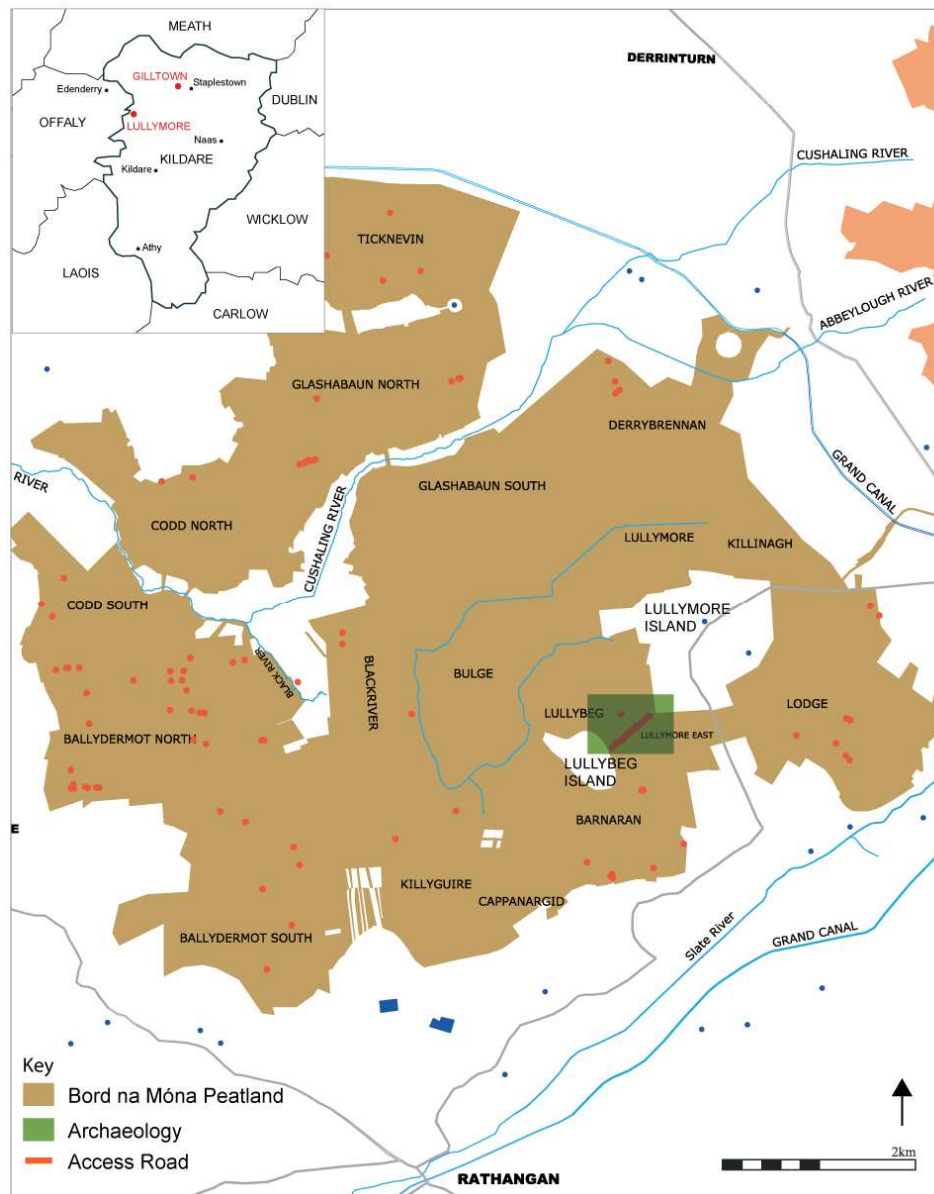 MEATH
GILLTOWN
Staplestown
Edenderry
DUBLIN
OFFALY
LULLYMORE
Naas
KILDARE
Kildare
WICKLOW
Athy
LAOIS
CARLOW
DERRINTURN
CUSHALING RIVER
TICKNEVIN
ABBEYLOUGH RIVER
GLASHABAUN NORTH
DERRYBRENNAN
GRAND CANAL
RIVER
GLASHABAUN SOUTH
CODD NORTH
CUSHALING RIVER
LULLYMORE
KILLINAGH
CODD SOUTH
LULLYMORE
ISLAND
BLACK RIVER
BLACKRIVER
BULGE
LODGE
LULLYBEG
LULLYMORE EAST
BALLYDERMOT NORTH
LULLYBEG
ISLAND
BARNARAN
E
KILLYGUIRE
CAPPANARGID
BALLYDERMOT SOUTH
Slate River
GRAND CANAL
Key
Bord na Móna Peatland
Archaeology
Access Road
2km
RATHANGAN